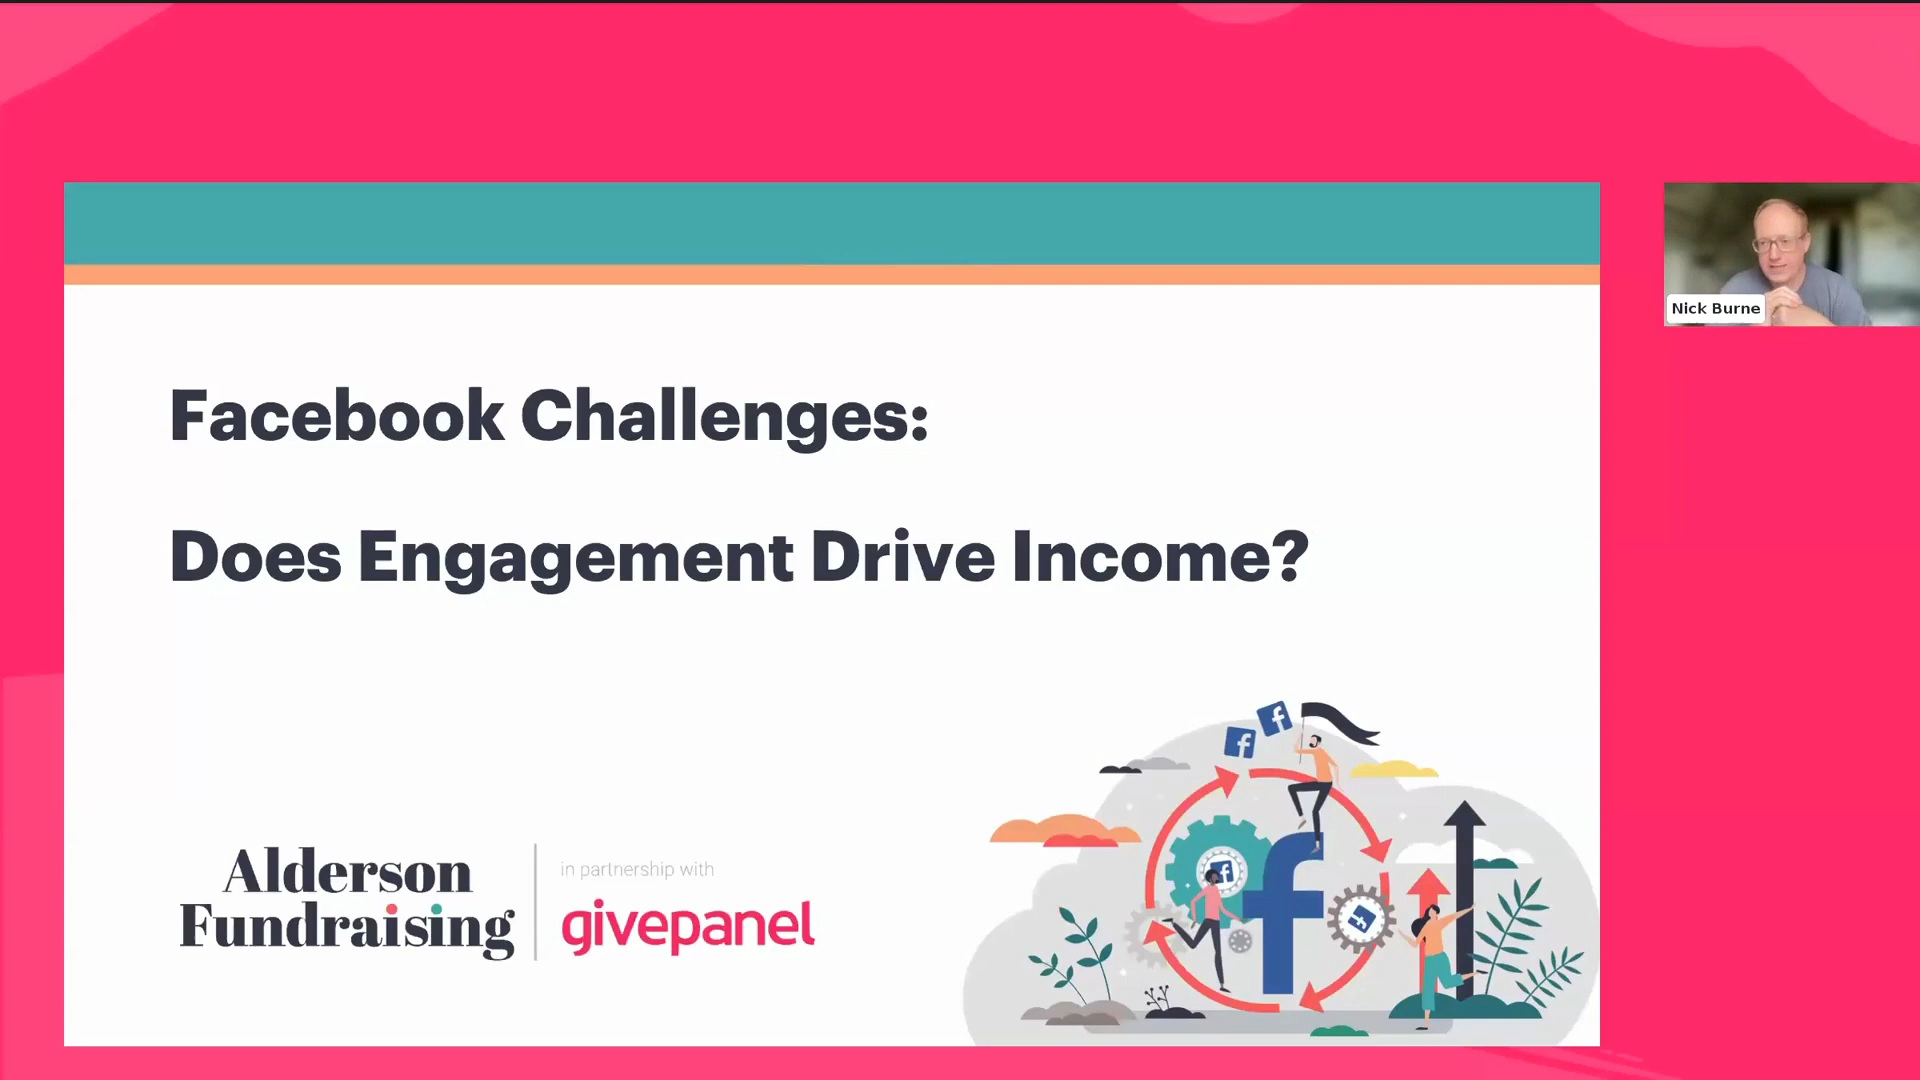 Facebook Challenges:
Does Engagement Drive Income?
Alderson
Fundraising
in partnership with
givepanel
Nick Burne